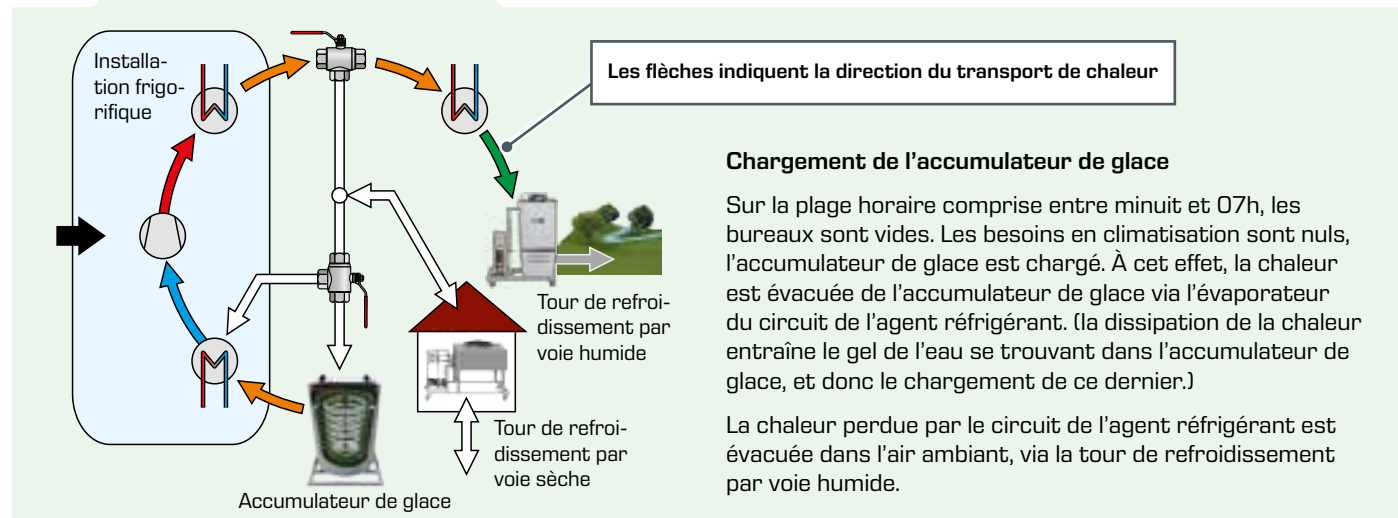 Installa-
tion frigo-
rifique
Les flèches indiquent la direction du transport de chaleur
Tour de refroi-
dissement par
voie humide
Tour de refroi-
dissement par
voie sèche
Accumulateur de glace
Chargement de l'accumulateur de glace
Sur la plage horaire comprise entre minuit et 07h, les
bureaux sont vides. Les besoins en climatisation sont nuls,
l'accumulateur de glace est chargé. À cet effet, la chaleur
est évacuée de l'accumulateur de glace via l'évaporateur
du circuit de l'agent réfrigérant. (la dissipation de la chaleur
entraîne le gel de l'eau se trouvant dans l'accumulateur de
glace, et donc le chargement de ce dernier.)
La chaleur perdue par le circuit de l'agent réfrigérant est
évacuée dans l'air ambiant, via la tour de refroidissement
par voie humide.